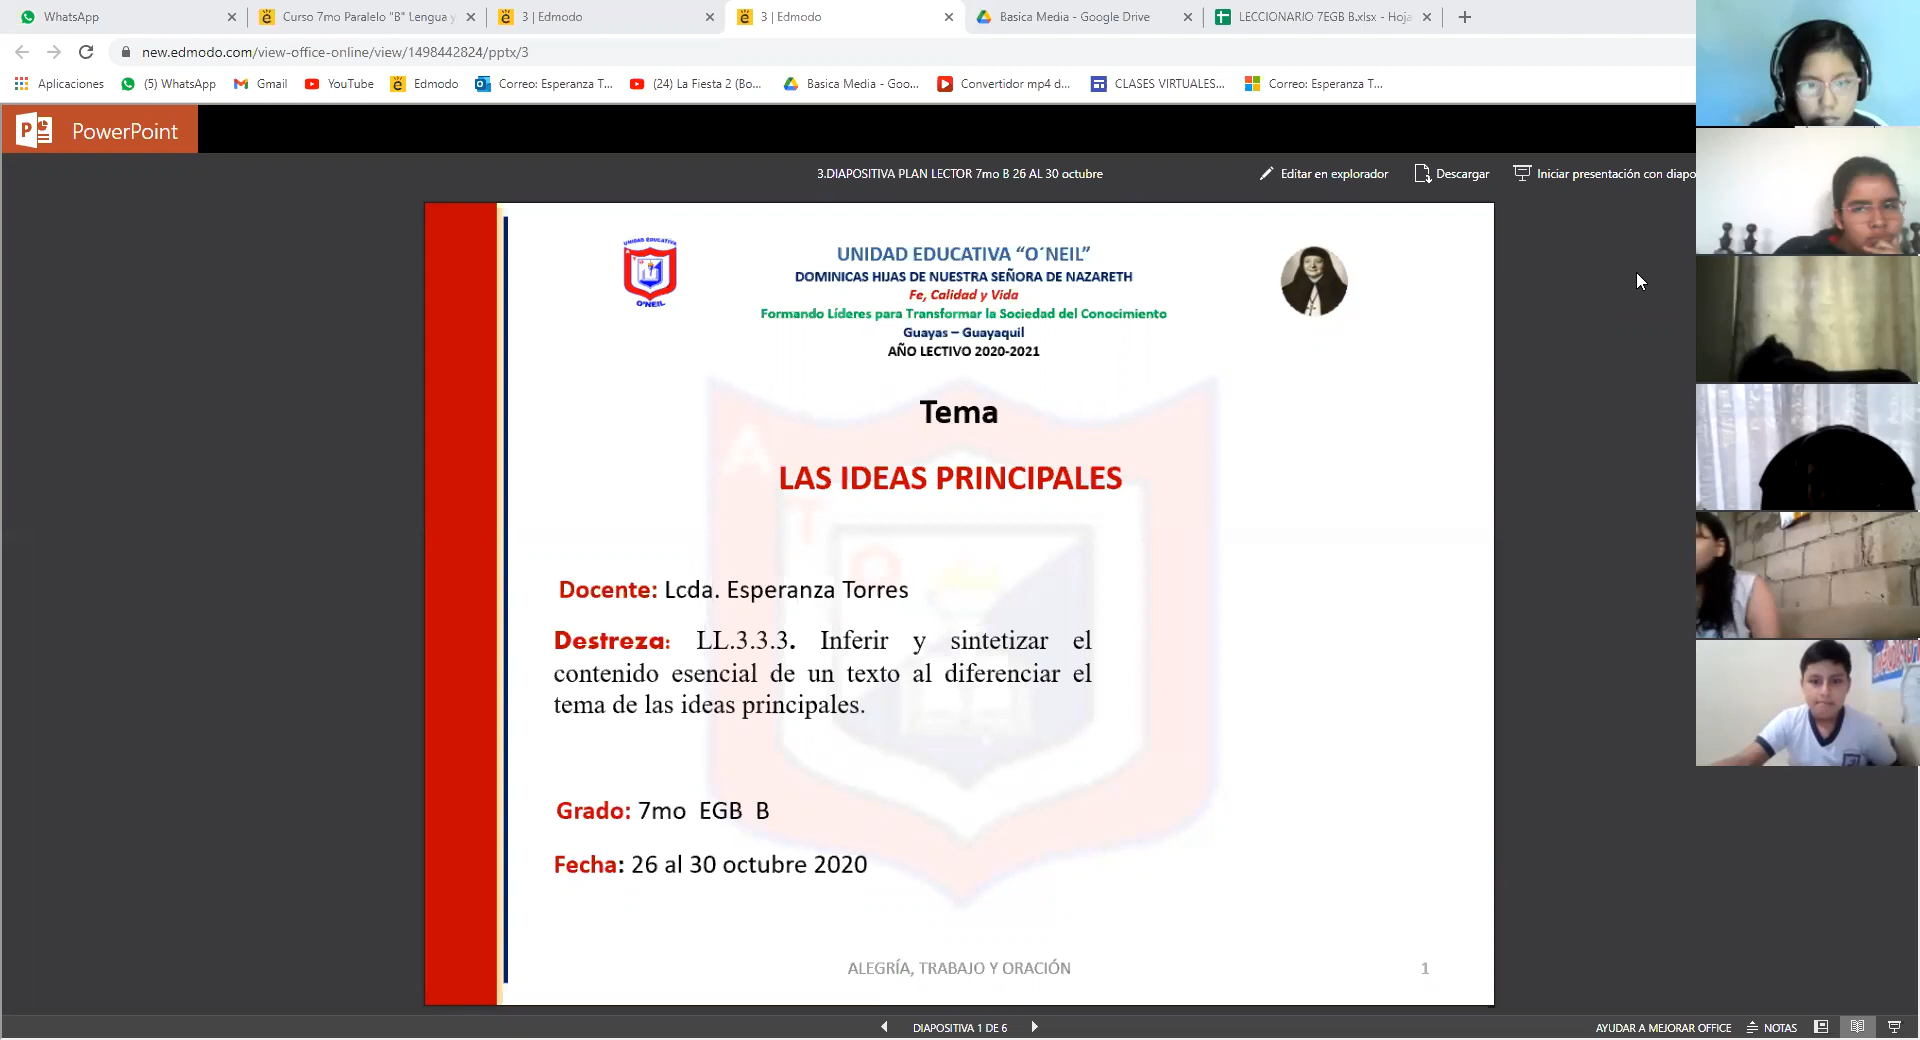 WhatsApp
Curso 7mo Paralelo "B" Lengua y
3 | Edmodo
3 | Edmodo
Basica Media - Google Drive
LECCIONARIO 7EGB B.xlsx - Hoja
new.edmodo.com/view-office-online/view/1498442824/pptx/3
Aplicaciones
(5) WhatsApp
Gmail
YouTube
Edmodo
Correo: Esperanza T...
(24) La Fiesta 2 (Bo...
Basica Media - Goo...
Convertidor mp4 d...
CLASES VIRTUALES...
Correo: Esperanza T...
PowerPoint
3.DIAPOSITIVA PLAN LECTOR 7mo B 26 AL 30 octubre
Editar en explorador
Descargar
Iniciar presentación con diapo
UNIDAD EDUCATIVA
O'NEIL
UNIDAD EDUCATIVA “O´NEIL”
DOMINICAS HIJAS DE NUESTRA SEÑORA DE NAZARETH
Fe, Calidad y Vida
Formando Líderes para Transformar la Sociedad del Conocimiento
Guayas – Guayaquil
AÑO LECTIVO 2020-2021
Tema
LAS IDEAS PRINCIPALES
A T O
Docente: Lcda. Esperanza Torres
Destreza: LL.3.3.3. Inferir y sintetizar el
contenido esencial de un texto al diferenciar el
tema de las ideas principales.
Grado: 7mo EGB B
Fecha: 26 al 30 octubre 2020
ALEGRÍA, TRABAJO Y ORACIÓN
1
DIAPOSITIVA 1 DE 6
AYUDAR A MEJORAR OFFICE
NOTAS